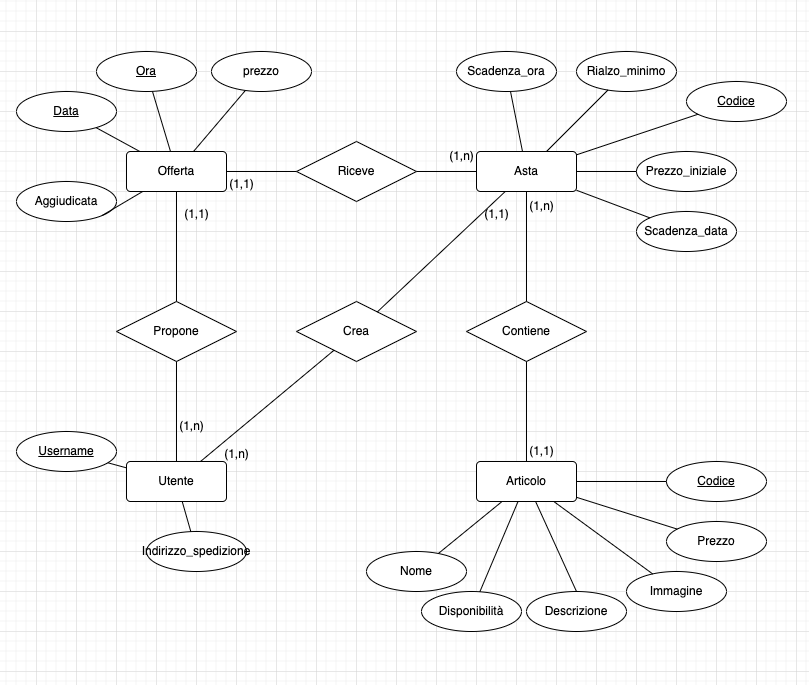 Ora
prezzo
Scadenza_ora
Rialzo_minimo
Data
Codice
Offerta
(1,1)
Riceve
(1,n)
Asta
Prezzo_iniziale
Aggiudicata
(1,1)
(1,1)
(1,n)
Scadenza_data
Propone
Crea
Contiene
(1,n)
Username
(1,n)
(1,1)
Utente
Articolo
Codice
Indirizzo_spedizione
Prezzo
Nome
Immagine
Disponibilità
Descrizione